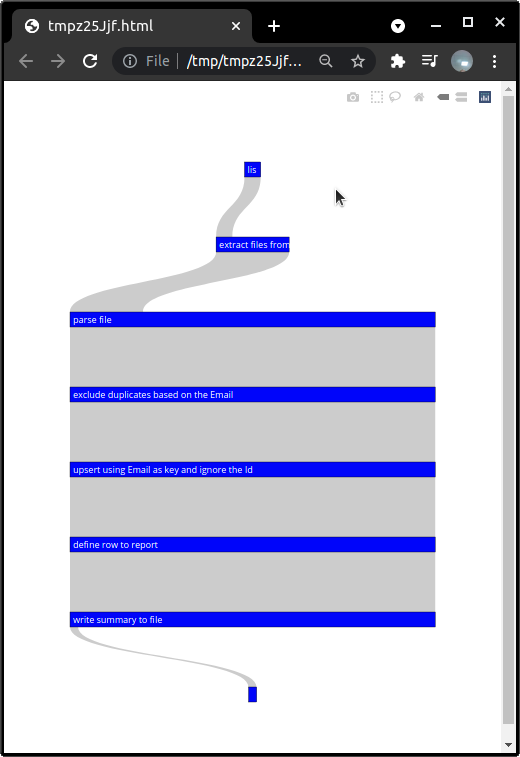 tmpz25Jjf.html
File
/tmp/tmpz25Jjf...
lis
extract files from
parse file
exclude duplicates based on the Email
upsert using Email as key and ignore the Id
define row to report
write summary to file